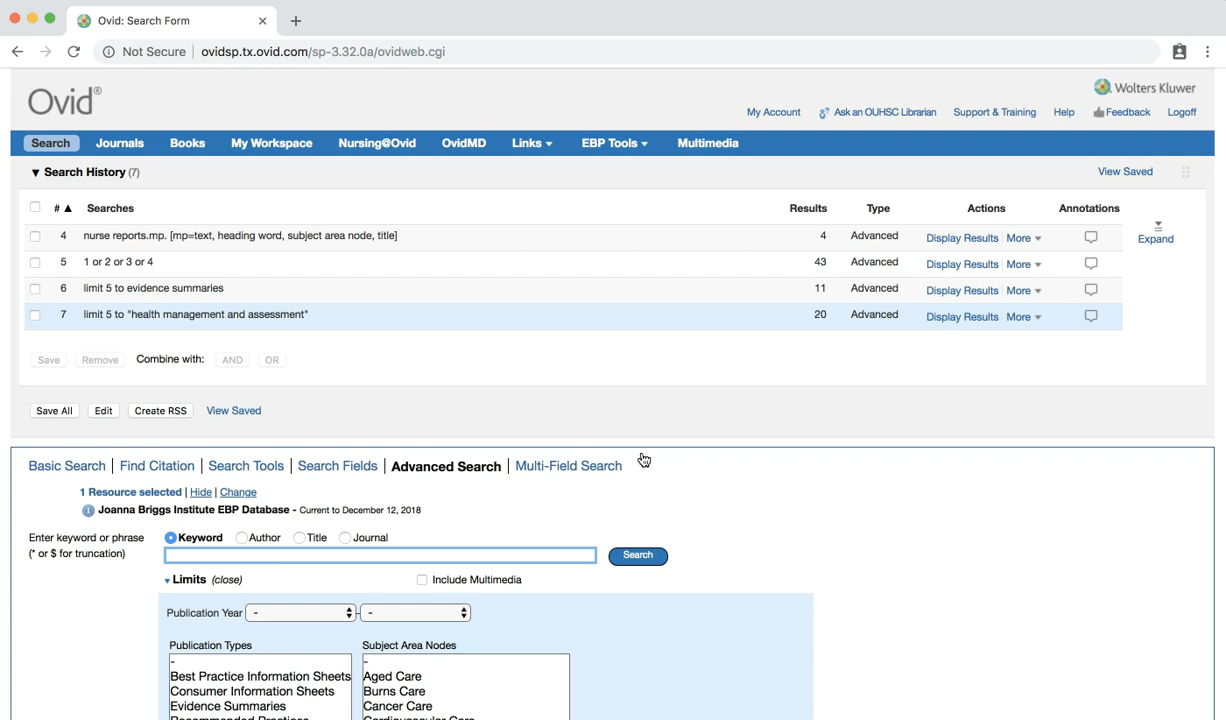 Ovid: Search Form
Not Secure ovidsp.tx.ovid.com/sp-3.32.0a/ovidweb.cgi
Ovid®
Wolters Kluwer
My Account Ask an OUHSC Librarian Support & Training Help Feedback Logoff
Search Journals Books My Workspace Nursing@Ovid OvidMD Links EBP Tools Multimedia
Search History (7) View Saved
# Searches Results Type Actions Annotations
4 nurse reports.mp. [mp=text, heading word, subject area node, title] 4 Advanced Display Results More
Expand
5 1 or 2 or 3 or 4 43 Advanced Display Results More
6 limit 5 to evidence summaries 11 Advanced Display Results More
7 limit 5 to "health management and assessment" 20 Advanced Display Results More
Save Remove Combine with: AND OR
Save All Edit Create RSS View Saved
Basic Search | Find Citation | Search Tools | Search Fields | Advanced Search | Multi-Field Search
1 Resource selected | Hide | Change
Joanna Briggs Institute EBP Database - Current to December 12, 2018
Enter keyword or phrase Keyword Author Title Journal
(* or $ for truncation) Search
Limits (close) Include Multimedia
Publication Year - - -
Publication Types Subject Area Nodes
- -
Best Practice Information Sheets Aged Care
Consumer Information Sheets Burns Care
Evidence Summaries Cancer Care
Recommended Practices Cardiovascular Care